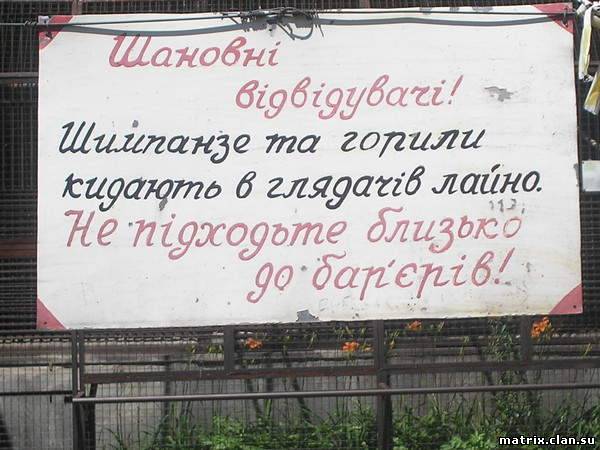 Шановні
відвідувачі!
Шимпанзе та горили
кидають в глядачів лайно.
Не підходьте близько
до бар'єрів!
matrix.clan.su